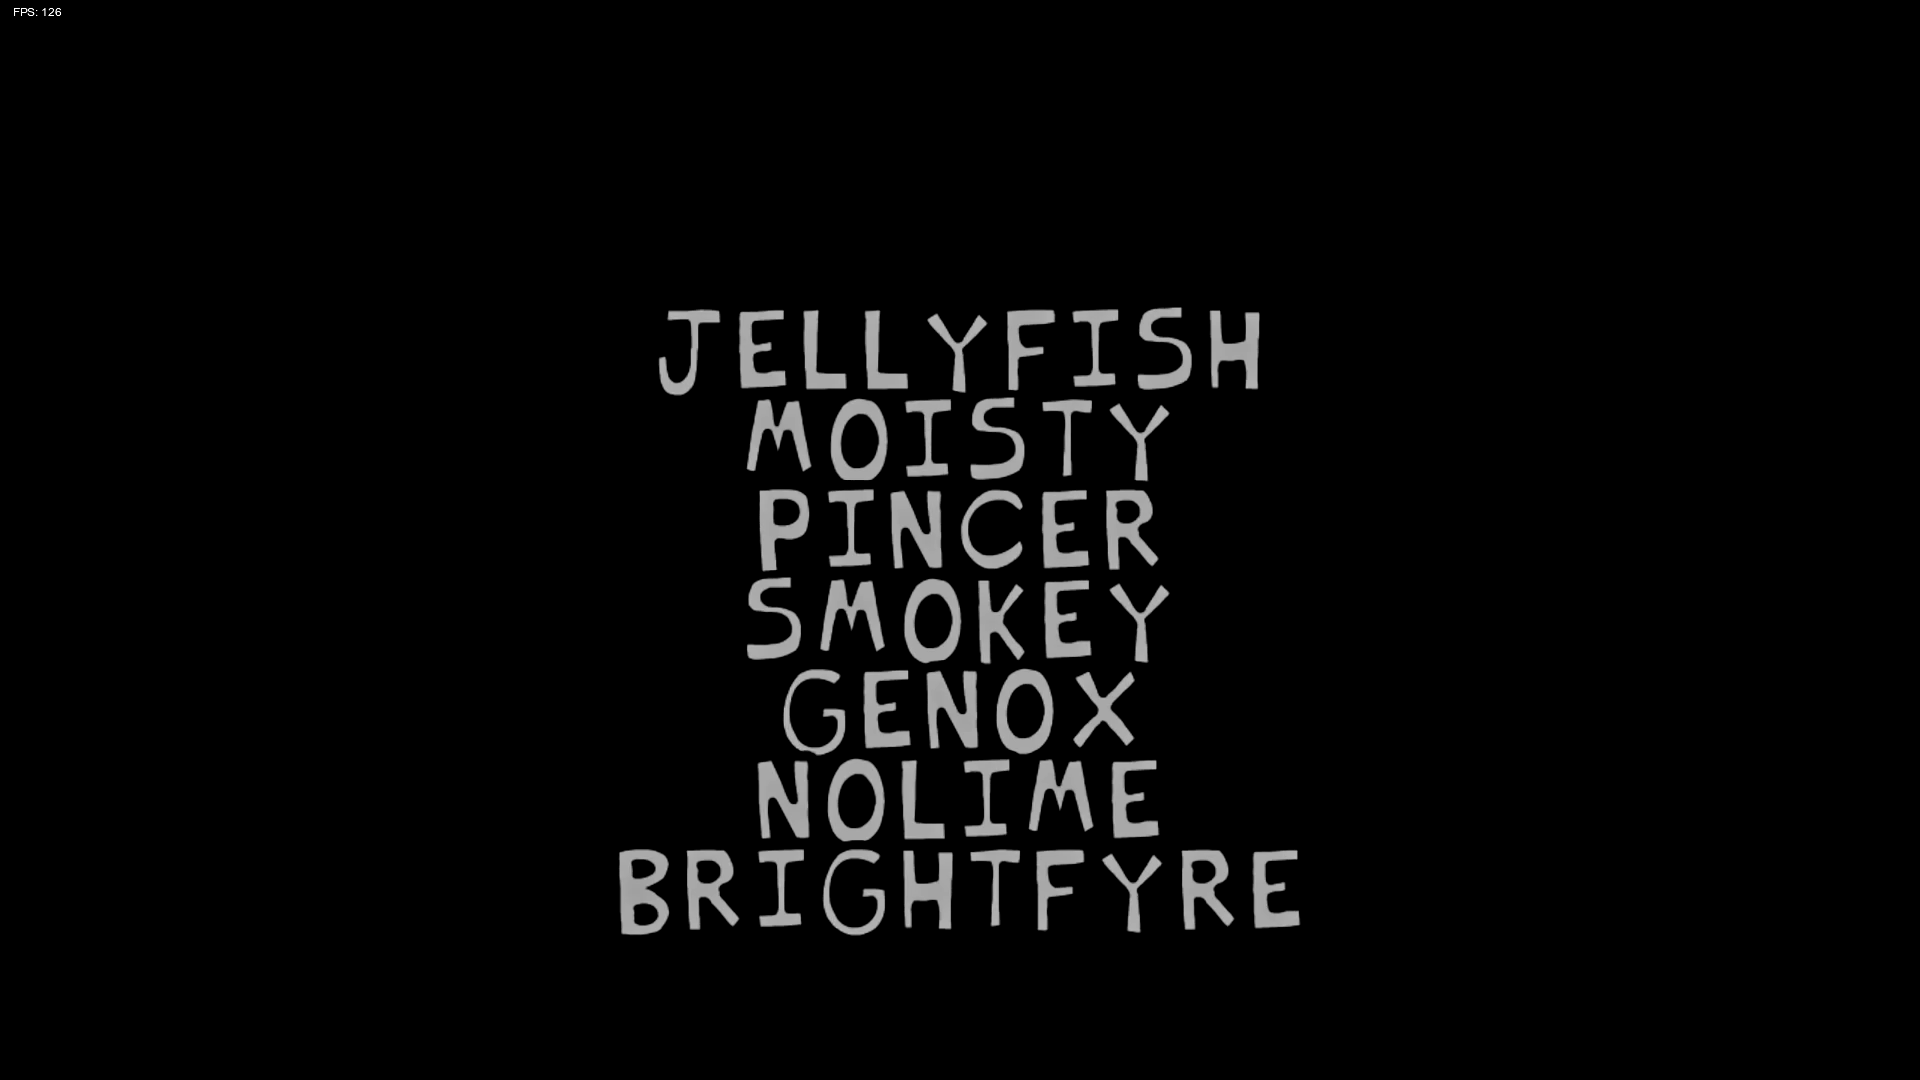 FPS: 126
JELLYFISH
MOISTY
PINCER
SMOKEY
GENOX
NOLIME
BRIGHTFYRE